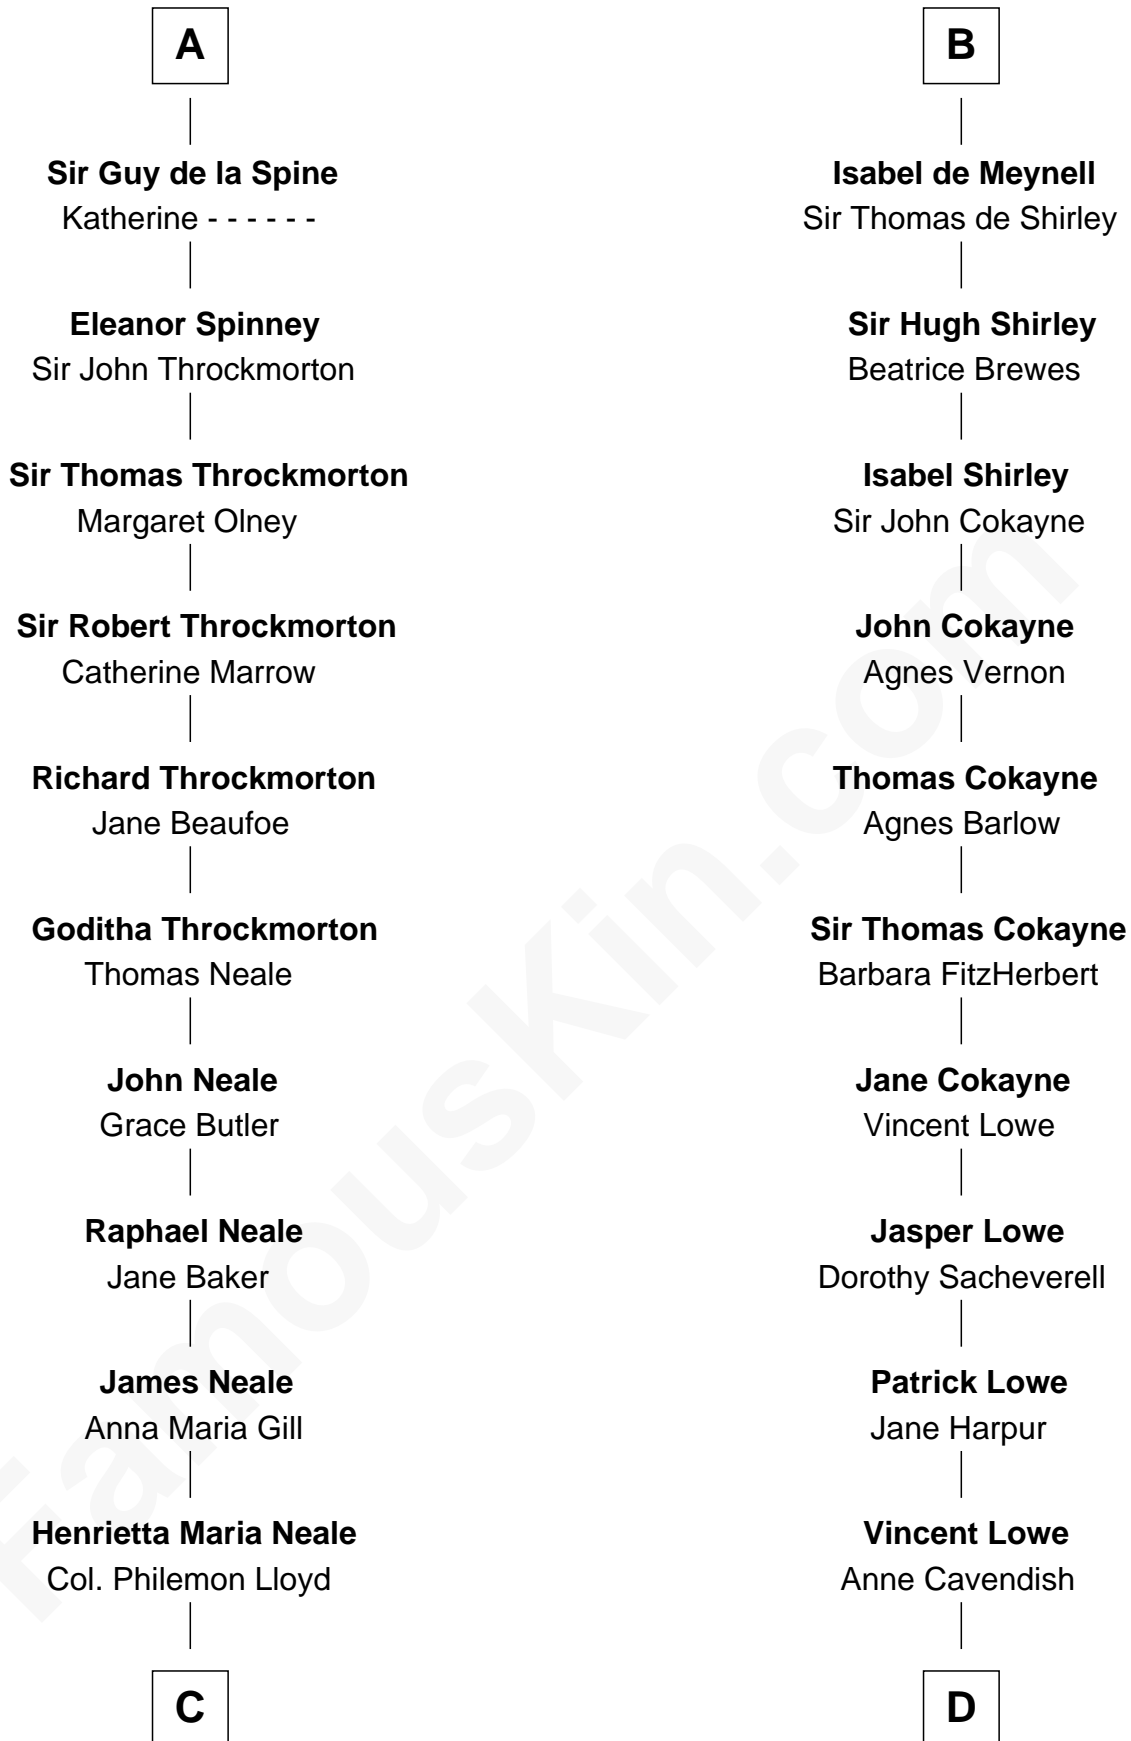 A
Sir Guy de la Spine
Katherine - - - - - -
Eleanor Spinney
Sir John Throckmorton
Sir Thomas Throckmorton
Margaret Olney
Sir Robert Throckmorton
Catherine Marrow
Richard Throckmorton
Jane Beaufoe
Goditha Throckmorton
Thomas Neale
John Neale
Grace Butler
Raphael Neale
Jane Baker
James Neale
Anna Maria Gill
Henrietta Maria Neale
Col. Philemon Lloyd
C
B
Isabel de Meynell
Sir Thomas de Shirley
Sir Hugh Shirley
Beatrice Brewes
Isabel Shirley
Sir John Cokayne
John Cokayne
Agnes Vernon
Thomas Cokayne
Agnes Barlow
Sir Thomas Cokayne
Barbara FitzHerbert
Jane Cokayne
Vincent Lowe
Jasper Lowe
Dorothy Sacheverell
Patrick Lowe
Jane Harpur
Vincent Lowe
Anne Cavendish
D
FamousKin.com